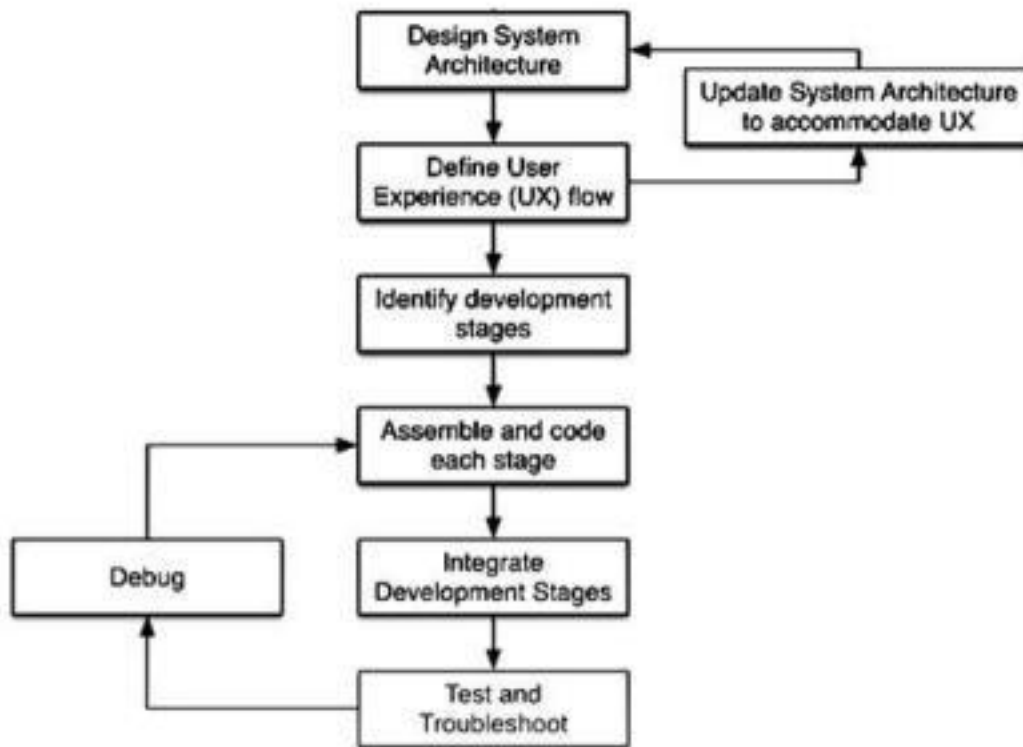 Design System
Architecture
Update System Architecture
to accommodate UX
Define User
Experience (UX) flow
Identify development
stages
Assemble and code
each stage
Debug
Integrate
Development Stages
Test and
Troubleshoot